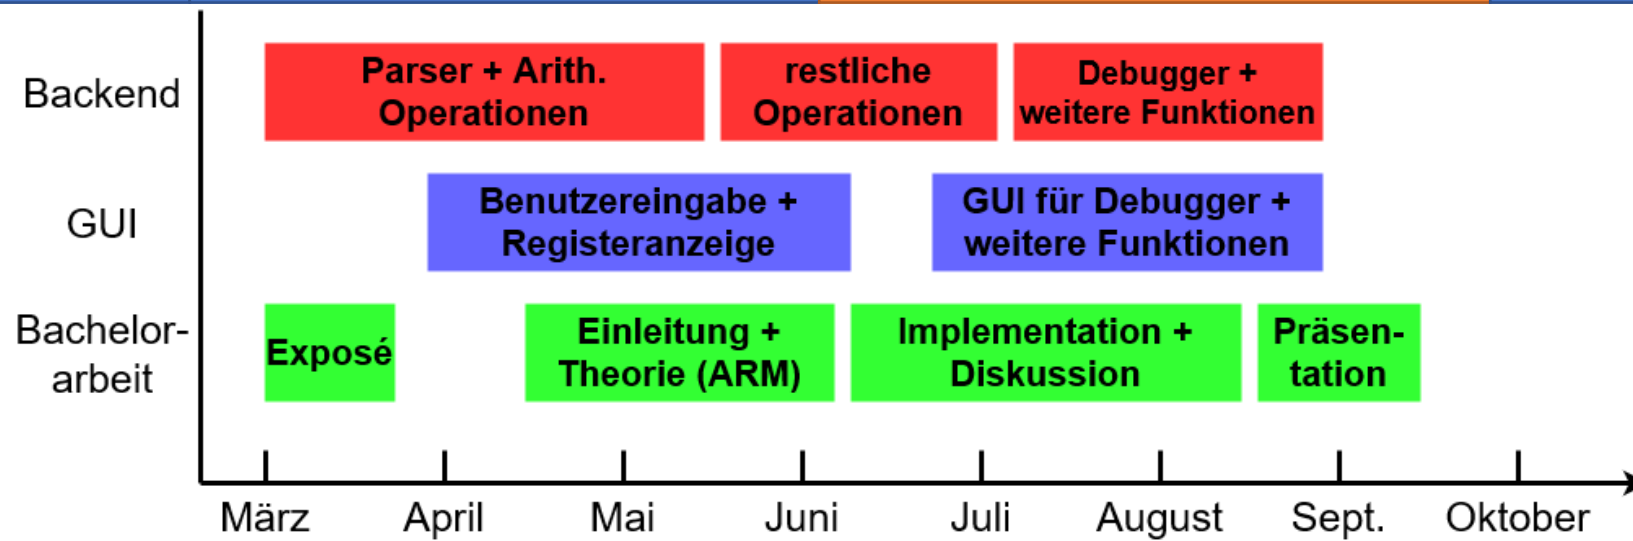 Backend
Parser + Arith.
Operationen
restliche
Operationen
Debugger +
weitere Funktionen
GUI
Benutzereingabe +
Registeranzeige
GUI für Debugger +
weitere Funktionen
Bachelor-
arbeit
Exposé
Einleitung +
Theorie (ARM)
Implementation +
Diskussion
Präsen-
tation
März April Mai Juni Juli August Sept. Oktober